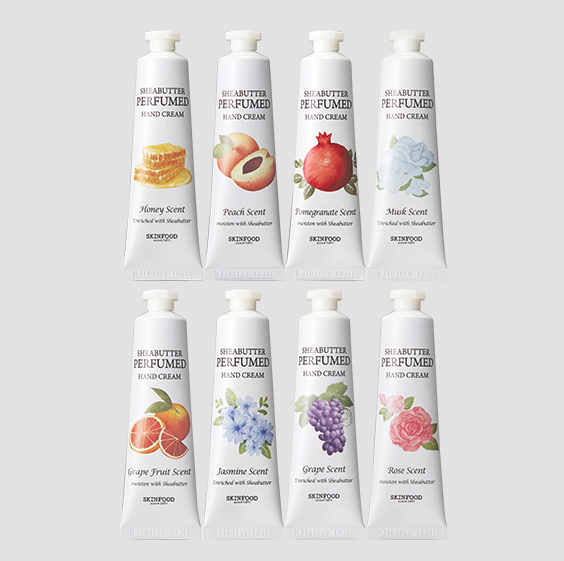 SHEABUTTER
PERFUMED
HAND CREAM
Honey Scent
Enriched with Sheabutter
SKINFOOD
SHEABUTTER
PERFUMED
HAND CREAM
Peach Scent
moisten with Sheabutter
SKINFOOD
SHEABUTTER
PERFUMED
HAND CREAM
Pomegranate Scent
moisten with Sheabutter
SKINFOOD
SHEABUTTER
PERFUMED
HAND CREAM
Musk Scent
Enriched with Sheabutter
SKINFOOD
SHEABUTTER
PERFUMED
HAND CREAM
Grape Fruit Scent
moisten with Sheabutter
SKINFOOD
SHEABUTTER
PERFUMED
HAND CREAM
Jasmine Scent
Enriched with Sheabutter
SKINFOOD
SHEABUTTER
PERFUMED
HAND CREAM
Grape Scent
Enriched with Sheabutter
SKINFOOD
SHEABUTTER
PERFUMED
HAND CREAM
Rose Scent
moisten with Sheabutter
SKINFOOD